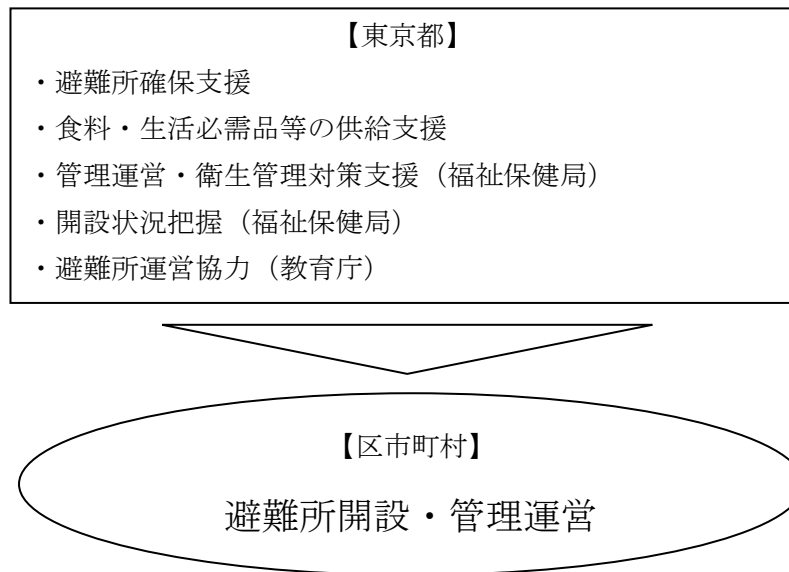 【東京都】
・避難所確保支援
・食料・生活必需品等の供給支援
・管理運営・衛生管理対策支援（福祉保健局）
・開設状況把握（福祉保健局）
・避難所運営協力（教育庁）
【区市町村】
避難所開設・管理運営